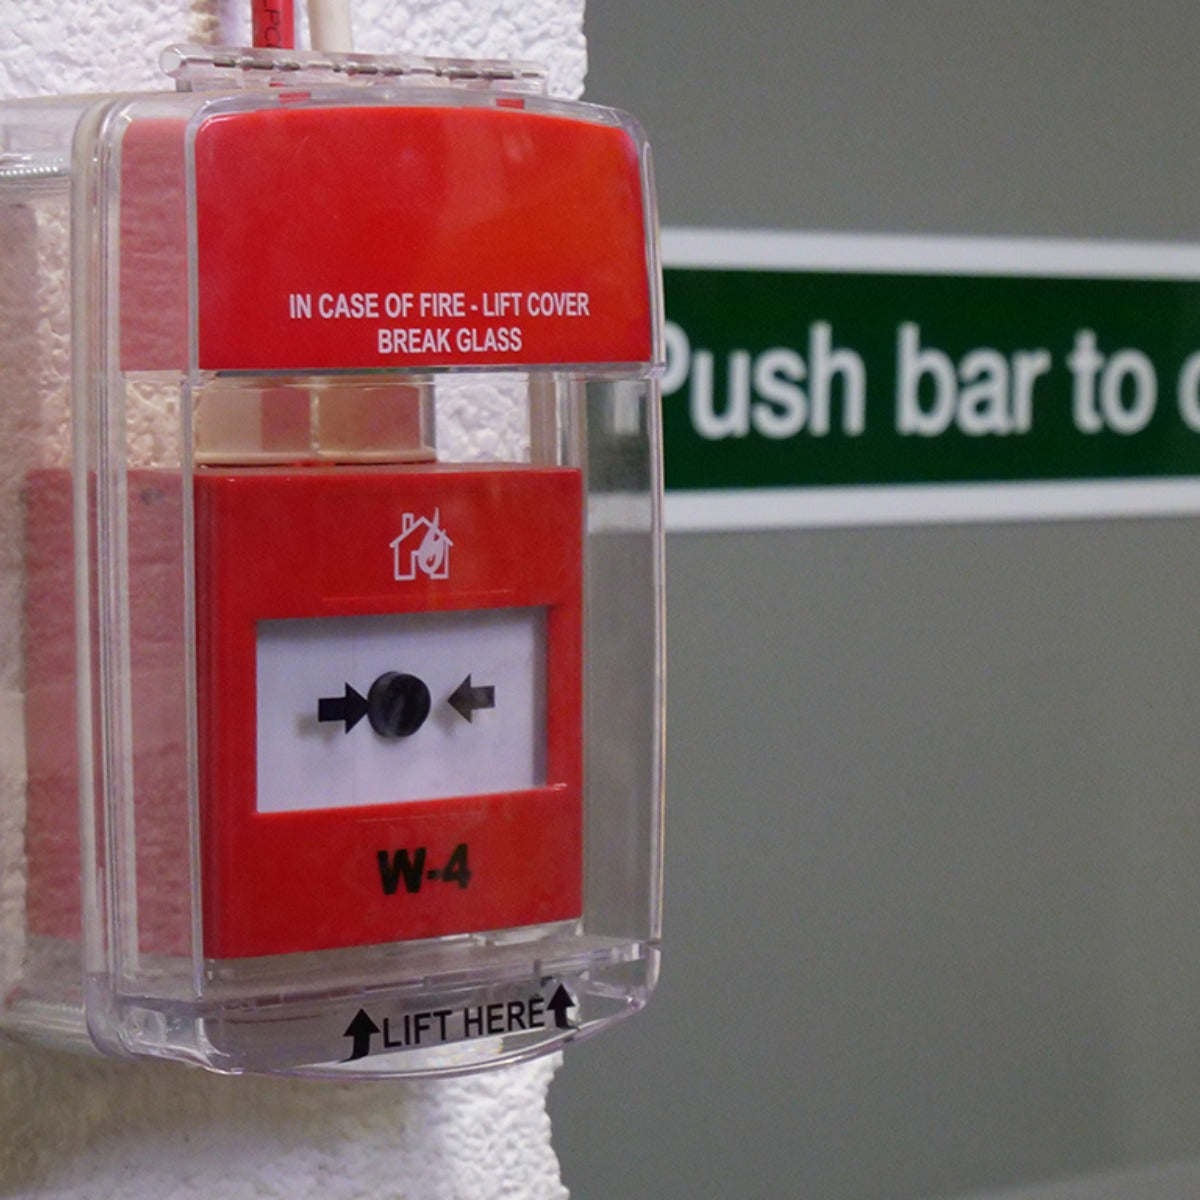 IN CASE OF FIRE - LIFT COVER
BREAK GLASS
Push bar to
W-4
LIFT HERE